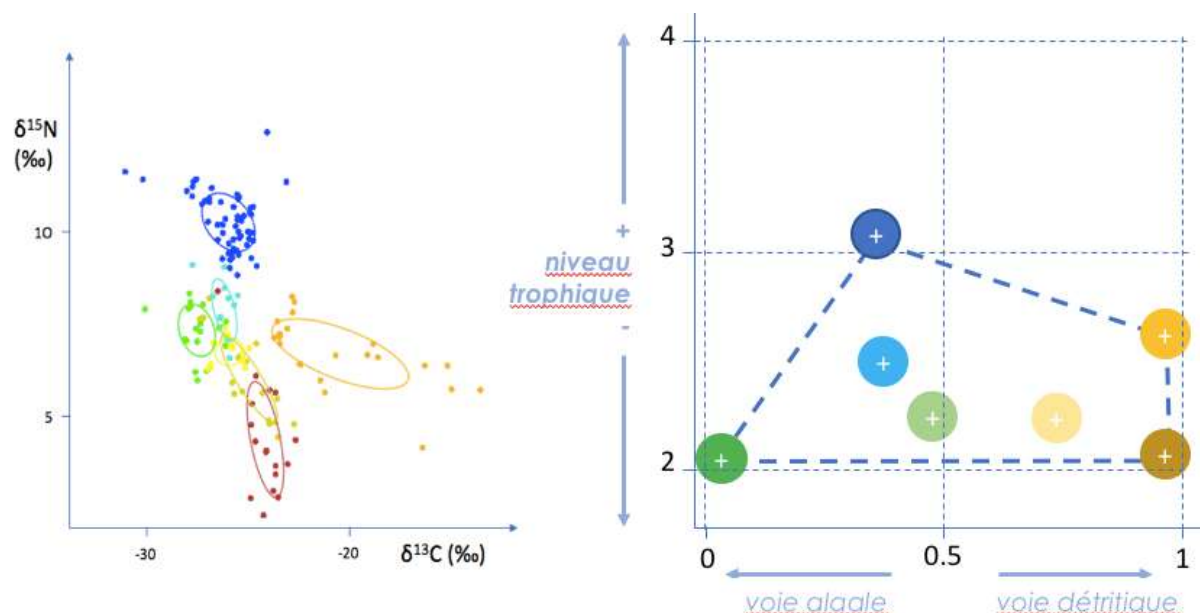 δ¹⁵N
(‰)
10
5
-30
-20
δ¹³C (‰)
+
niveau
trophique
-
4
3
2
0
0.5
1
voie algale
voie détritique